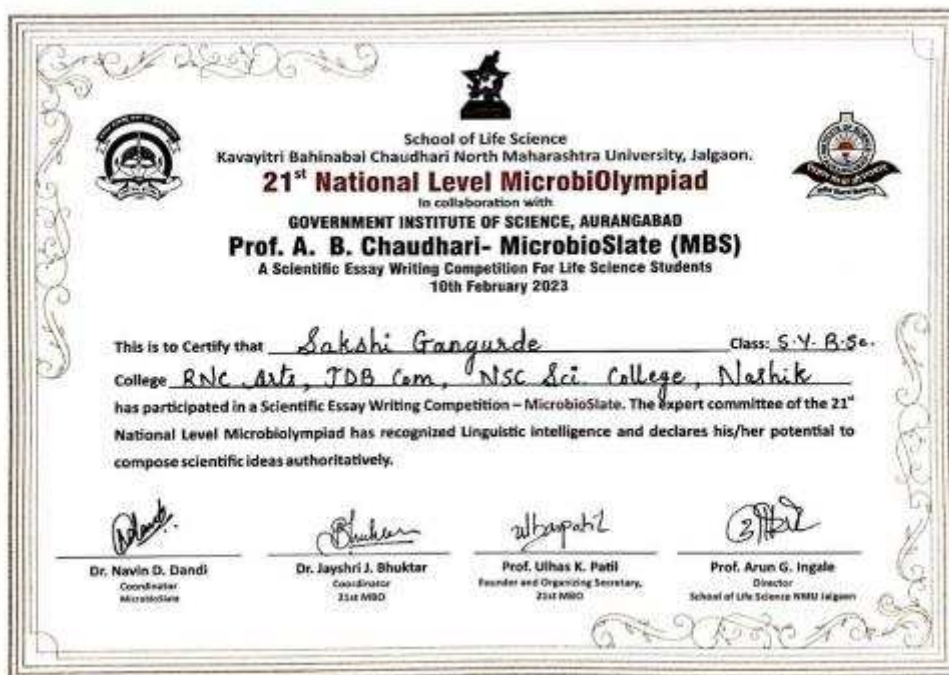 School of Life Science
Kavayitri Bahinabai Chaudhari North Maharashtra University, Jalgaon.
21st National Level MicrobiOlympiad
In collaboration with
GOVERNMENT INSTITUTE OF SCIENCE, AURANGABAD
Prof. A. B. Chaudhari- MicrobioSlate (MBS)
A Scientific Essay Writing Competition For Life Science Students
10th February 2023
This is to Certify that Sakshi Gangurde Class: S.Y. B.Sc.
College RNC Arts, JDB Com, NSC Sci. College, Nashik
has participated in a Scientific Essay Writing Competition – MicrobioSlate. The expert committee of the 21st
National Level Microbiolympiad has recognized Linguistic intelligence and declares his/her potential to
compose scientific ideas authoritatively.
Dr. Navin D. Dandi
Coordinator
MicrobioSlate
Dr. Jayshri J. Bhuktar
Coordinator
21st MBO
Prof. Ulhas K. Patil
Founder and Organizing Secretary,
21st MBO
Prof. Arun G. Ingale
Director
School of Life Science NMU Jalgaon